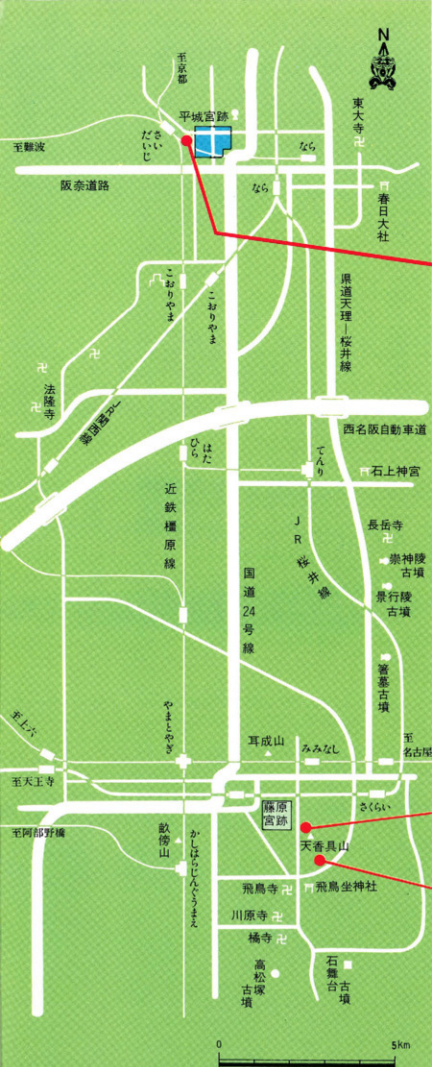 N
至京都
平城宮跡
さいだいじ
至難波
なら
東大寺
阪奈道路
なら
春日大社
こおりやま
こおりやま
県道天理―桜井線
法隆寺
JR関西線
西名阪自動車道
ひらはた
てんり
石上神宮
近鉄橿原線
JR桜井線
国道24号線
長岳寺
崇神陵
古墳
景行陵
古墳
箸墓古墳
やまとやぎ
至上六
耳成山
みみなし
至
名古屋
至天王寺
さくらい
藤原
宮跡
至阿部野橋
畝傍山
かしはらじんぐうまえ
天香具山
飛鳥寺
飛鳥坐神社
川原寺
橘寺
高松塚
古墳
石舞台
古墳
0
5Km